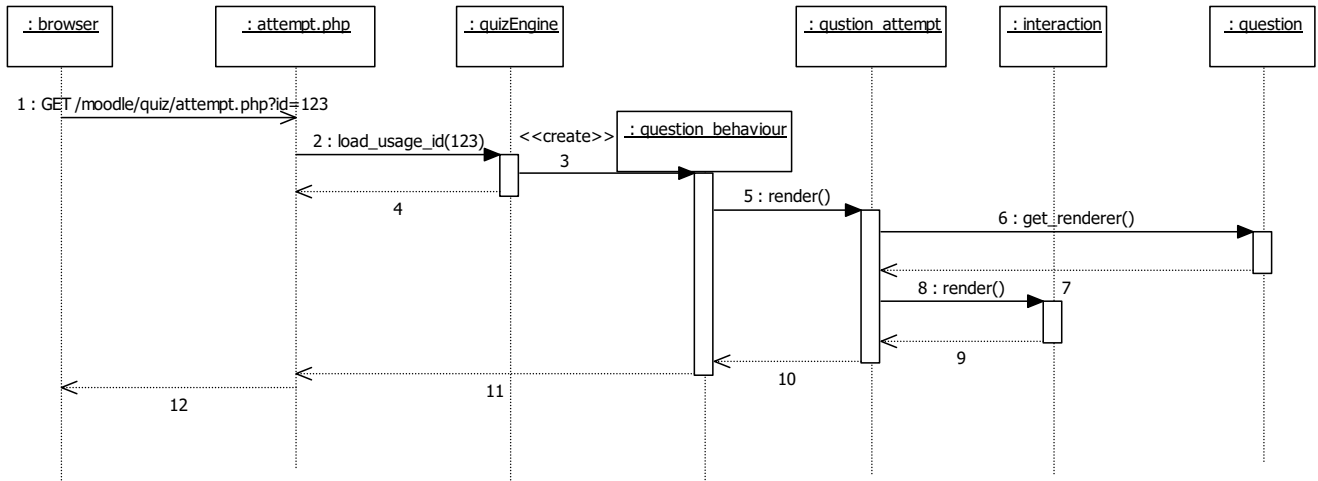 : browser
: attempt.php
: quizEngine
: qustion_attempt
: interaction
: question
1 : GET /moodle/quiz/attempt.php?id=123
2 : load_usage_id(123)
<<create>>
: question_behaviour
3
4
5 : render()
6 : get_renderer()
7
8 : render()
9
10
11
12